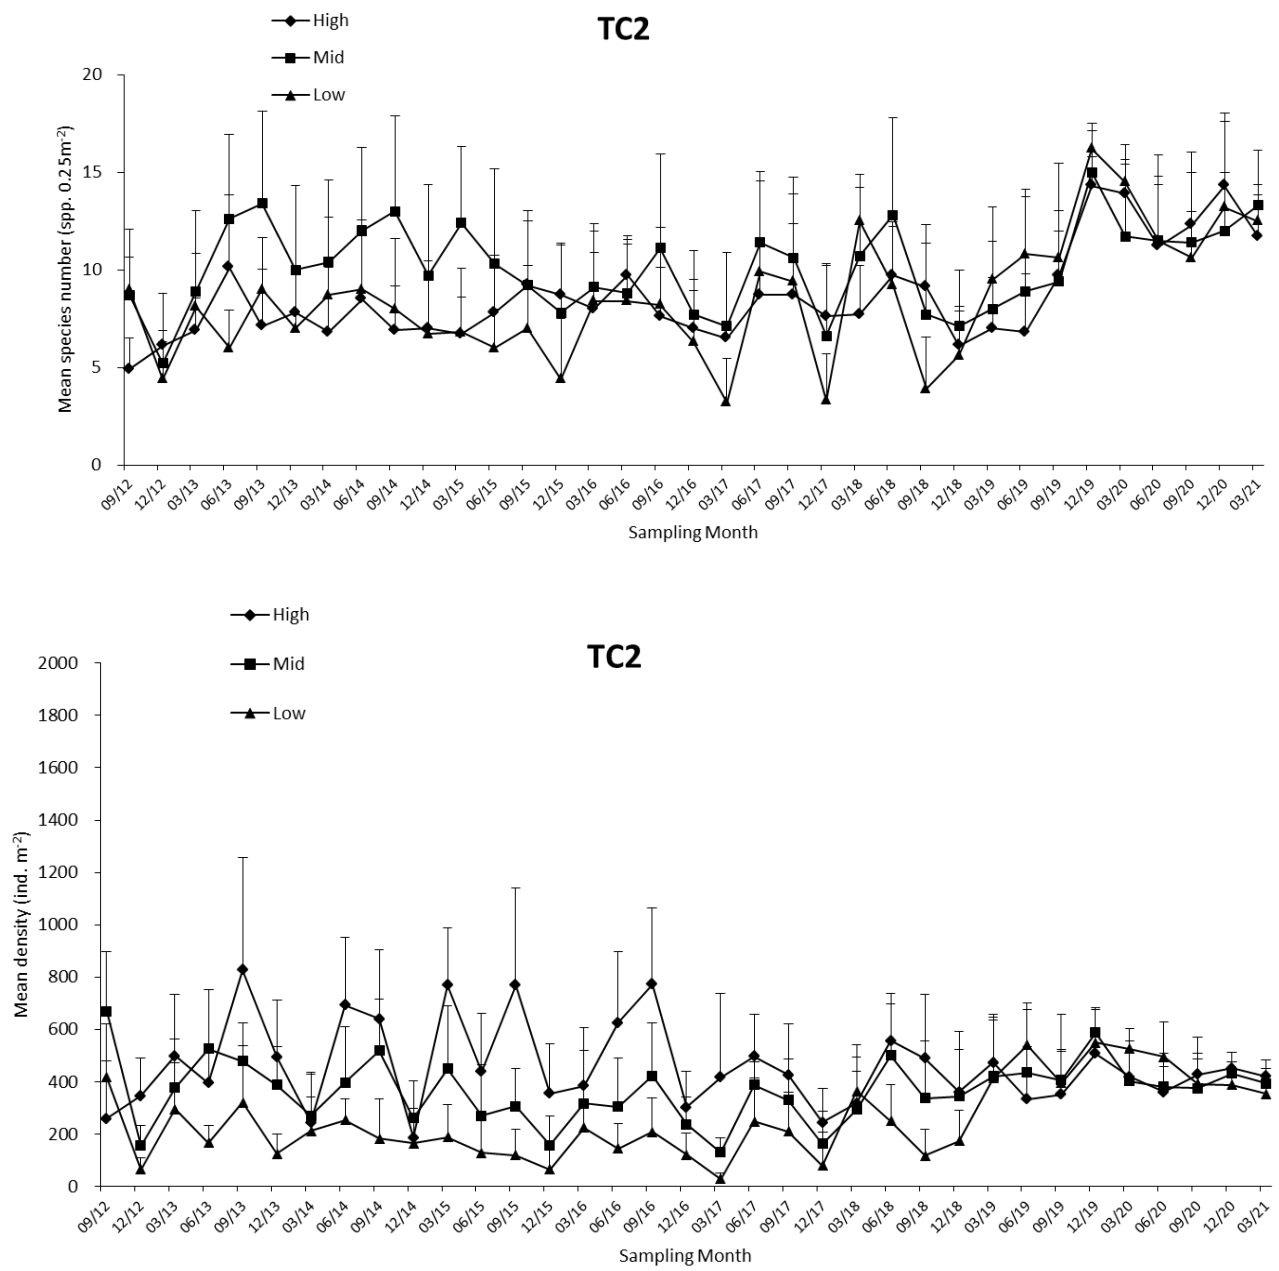 TC2
High
Mid
Low
Mean species number (spp. 0.25m⁻²)
20
15
10
5
0
09/12 12/12 03/13 06/13 09/13 12/13 03/14 06/14 09/14 12/14 03/15 06/15 09/15 12/15 03/16 06/16 09/16 12/16 03/17 06/17 09/17 12/17 03/18 06/18 09/18 12/18 03/19 06/19 09/19 12/19 03/20 06/20 09/20 12/20 03/21
Sampling Month
High
TC2
Mid
Low
Mean density (ind. m⁻²)
2000
1800
1600
1400
1200
1000
800
600
400
200
0
09/12 12/12 03/13 06/13 09/13 12/13 03/14 06/14 09/14 12/14 03/15 06/15 09/15 12/15 03/16 06/16 09/16 12/16 03/17 06/17 09/17 12/17 03/18 06/18 09/18 12/18 03/19 06/19 09/19 12/19 03/20 06/20 09/20 12/20 03/21
Sampling Month